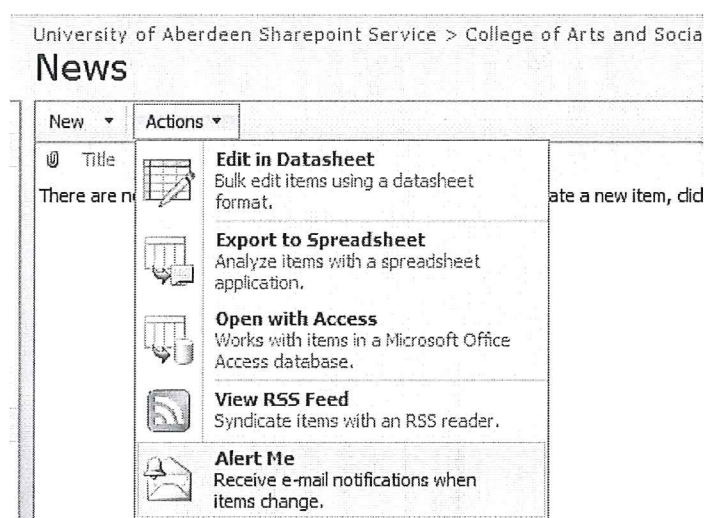 University of Aberdeen Sharepoint Service > College of Arts and Socia
News
New Actions
Title
There are n
ate a new item, clic
Edit in Datasheet
Bulk edit items using a datasheet
format.
Export to Spreadsheet
Analyze items with a spreadsheet
application.
Open with Access
Works with items in a Microsoft Office
Access database.
View RSS Feed
Syndicate items with an RSS reader.
Alert Me
Receive e-mail notifications when
items change.